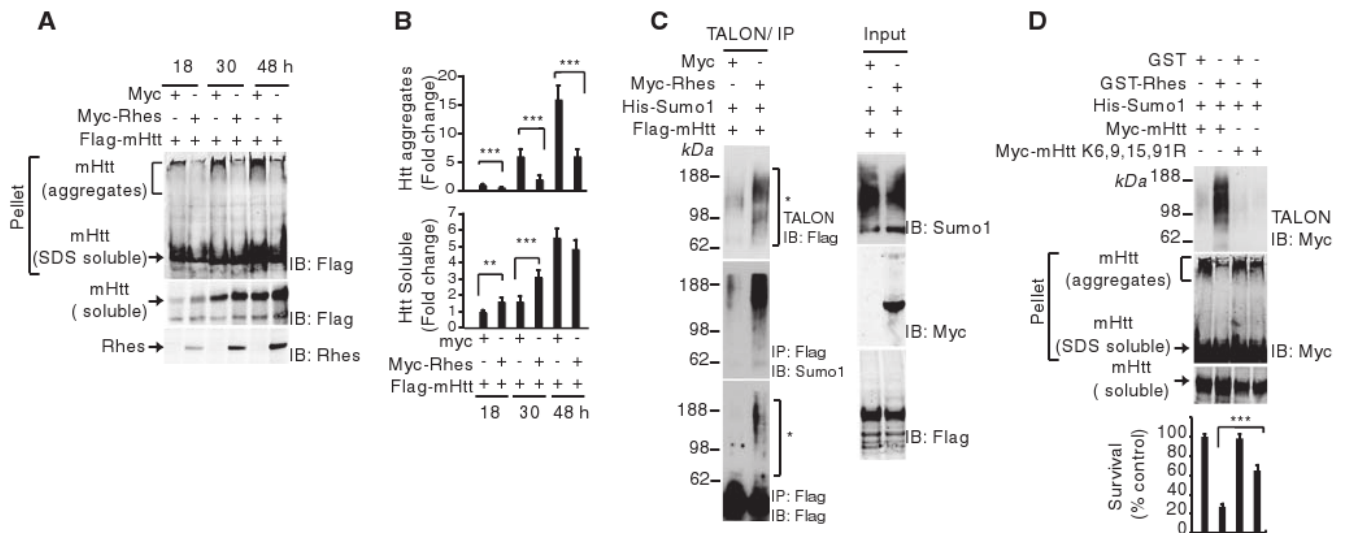 A
18 30 48 h
Myc + - + - + -
Myc-Rhes - + - + - +
Flag-mHtt + + + + + +
Pellet
mHtt
(aggregates)
mHtt
(SDS soluble)
IB: Flag
mHtt
( soluble)
IB: Flag
Rhes
IB: Rhes
B
Htt aggregates
(Fold change)
20
15
10
5
0
***
***
***
Htt Soluble
(Fold change)
7
6
5
4
3
2
1
0
**
***
myc + - + - + -
Myc-Rhes - + - + - +
Flag-mHtt + + + + + +
18 30 48 h
C
TALON/ IP
Input
Myc + - + -
Myc-Rhes - + - +
His-Sumo1 + + + +
Flag-mHtt + + + +
kDa
188
98
62
*
TALON
IB: Flag
188
98
62
IP: Flag
IB: Sumo1
188
98
62
*
IP: Flag
IB: Flag
IB: Sumo1
IB: Myc
IB: Flag
D
GST + - + -
GST-Rhes - + - +
His-Sumo1 + + + +
Myc-mHtt + + - -
Myc-mHtt K6,9,15,91R - - + +
kDa
188
98
62
TALON
IB: Myc
Pellet
mHtt
(aggregates)
mHtt
(SDS soluble)
IB: Myc
mHtt
( soluble)
Survival
(% control)
100
80
60
40
20
0
***